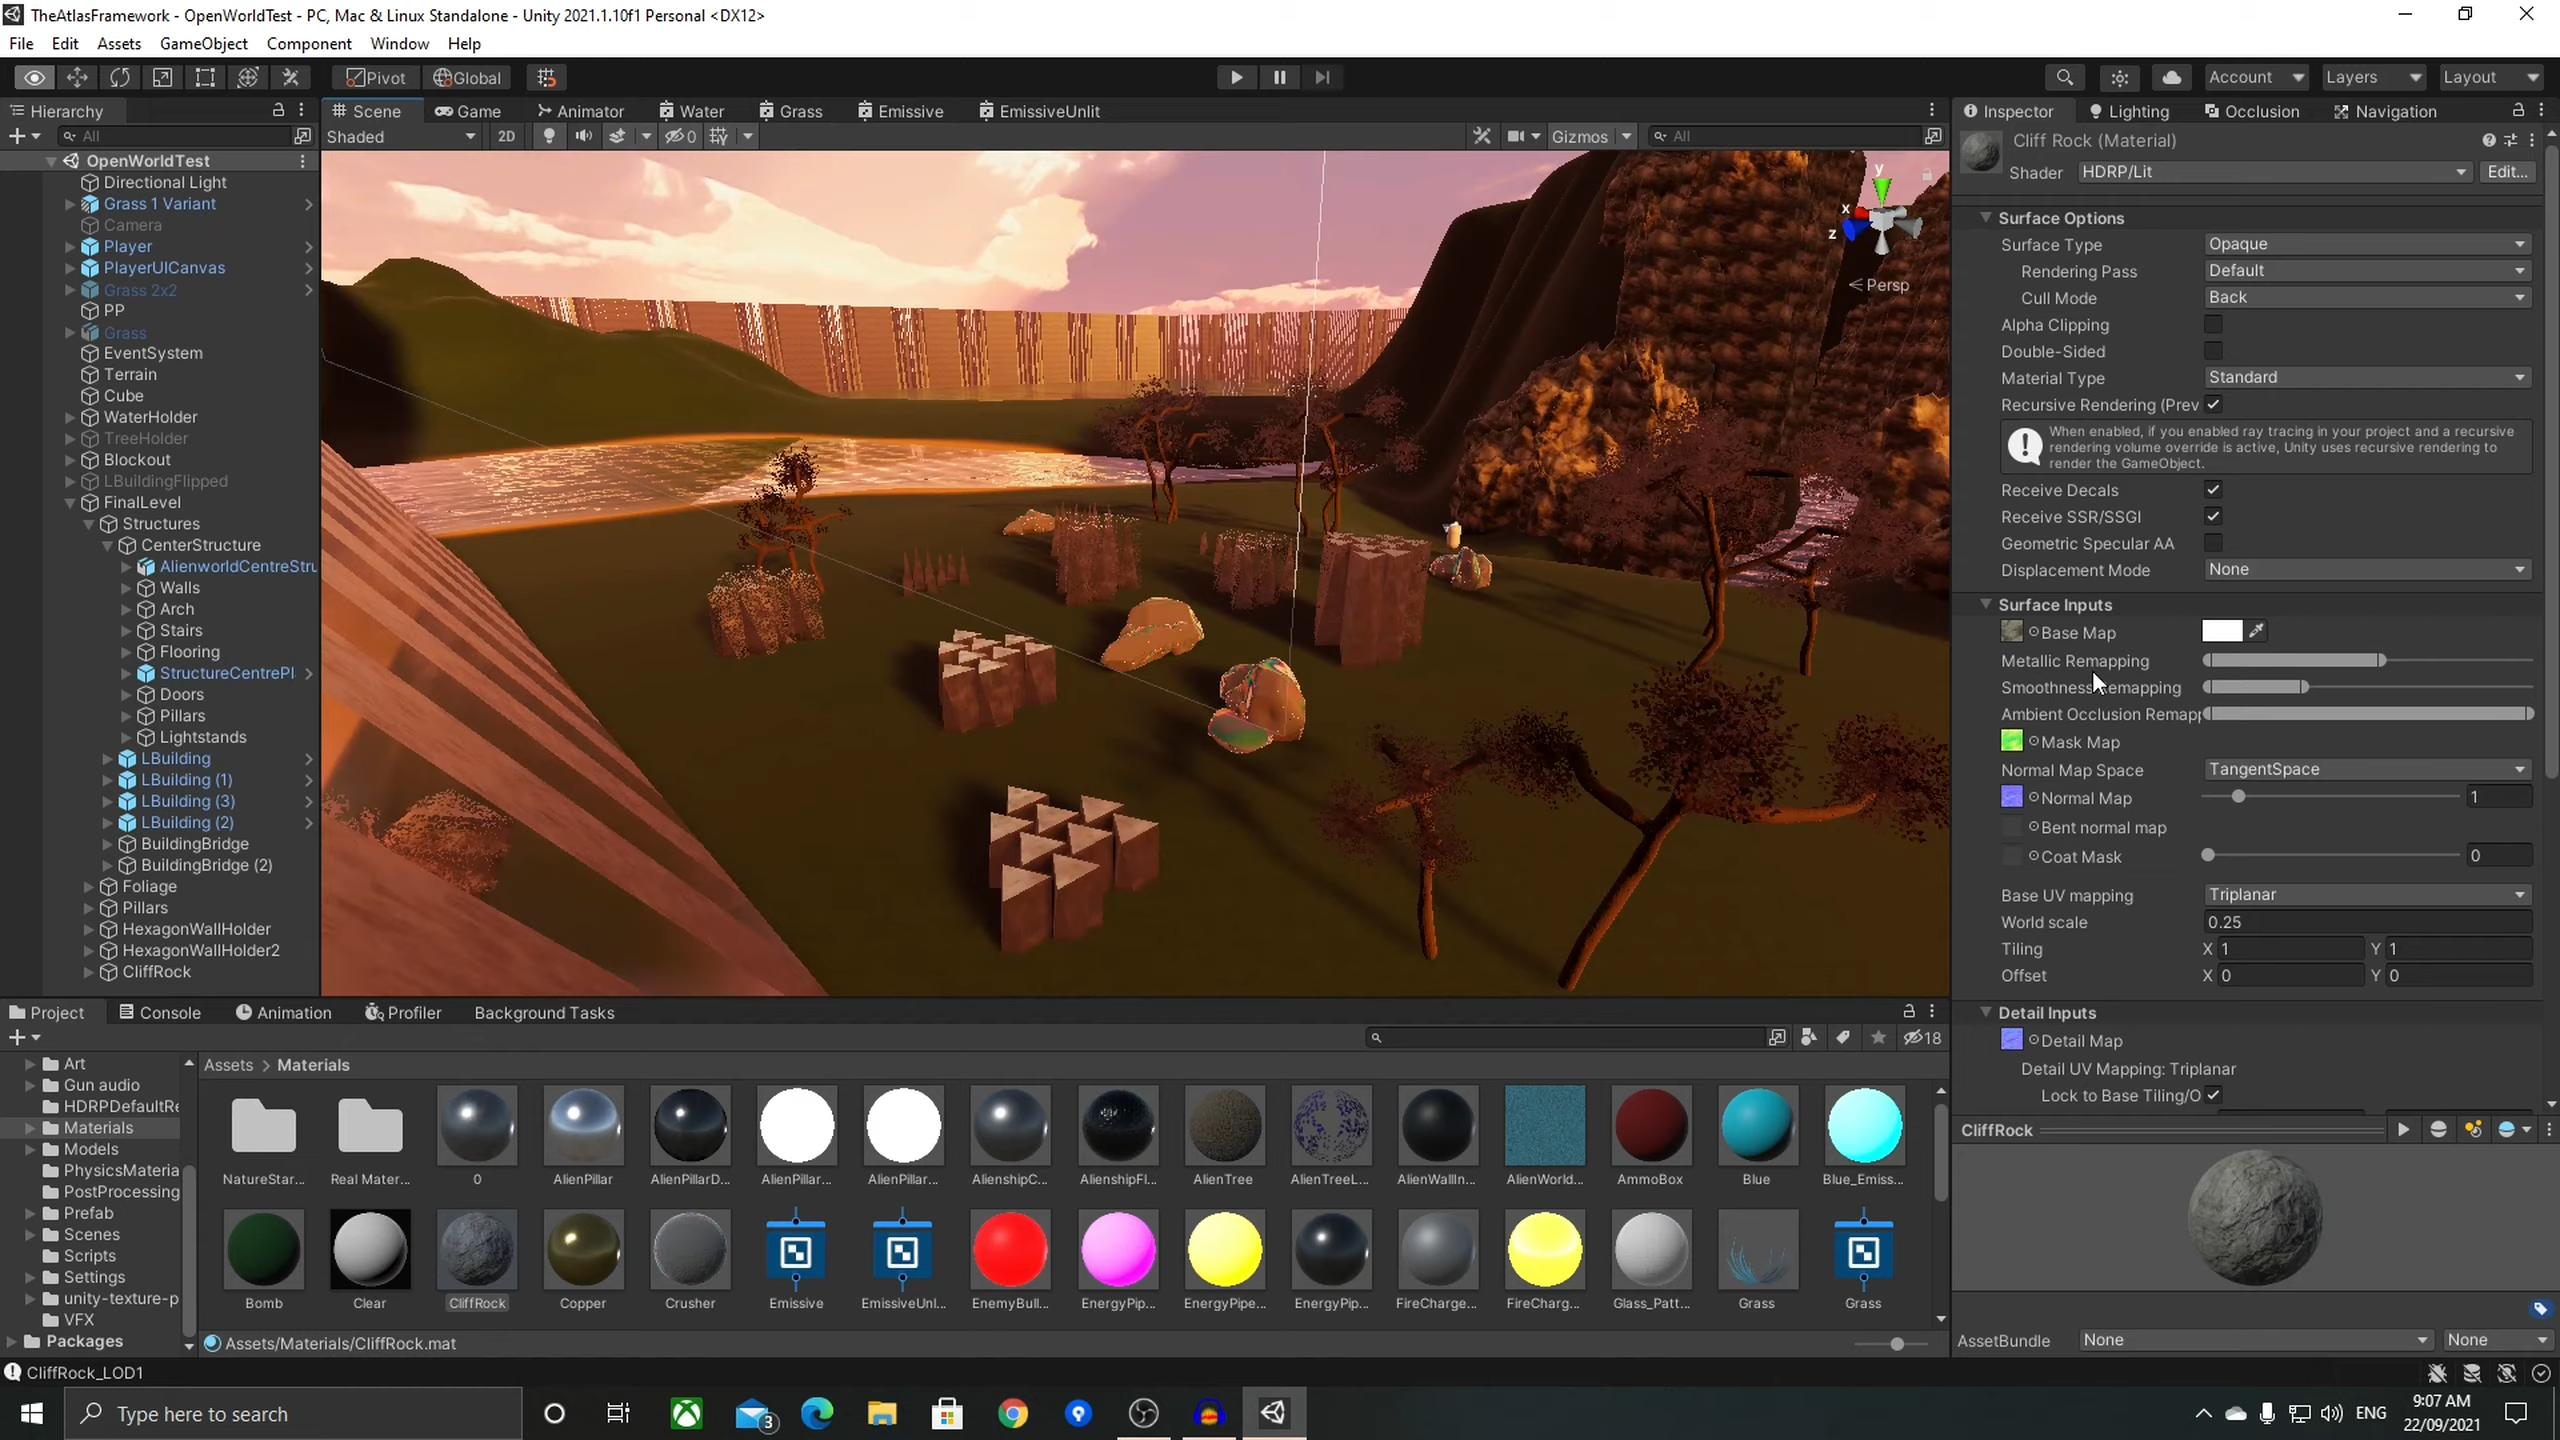 TheAtlasFramework - OpenWorldTest - PC, Mac & Linux Standalone - Unity 2021.1.10f1 Personal <DX12>
File Edit Assets GameObject Component Window Help
Pivot Global
Account Layers Layout
Hierarchy
All
OpenWorldTest
Directional Light
Grass 1 Variant
Camera
Player
PlayerUICanvas
Grass 2x2
PP
Grass
EventSystem
Terrain
Cube
WaterHolder
TreeHolder
Blockout
LBuildingFlipped
FinalLevel
Structures
CenterStructure
AlienworldCentreStru
Walls
Arch
Stairs
Flooring
StructureCentrePl
Doors
Pillars
Lightstands
LBuilding
LBuilding (1)
LBuilding (3)
LBuilding (2)
BuildingBridge
BuildingBridge (2)
Foliage
Pillars
HexagonWallHolder
HexagonWallHolder2
CliffRock
Scene Game Animator Water Grass Emissive EmissiveUnlit
Shaded 2D 0 Gizmos All
y
x
z
Persp
Inspector Lighting Occlusion Navigation
Cliff Rock (Material)
Shader HDRP/Lit Edit...
Surface Options
Surface Type Opaque
Rendering Pass Default
Cull Mode Back
Alpha Clipping
Double-Sided
Material Type Standard
Recursive Rendering (Prev
When enabled, if you enabled ray tracing in your project and a recursive
rendering volume override is active, Unity uses recursive rendering to
render the GameObject.
Receive Decals
Receive SSR/SSGI
Geometric Specular AA
Displacement Mode None
Surface Inputs
Base Map
Metallic Remapping
Smoothness Remapping
Ambient Occlusion Remapp
Mask Map
Normal Map Space TangentSpace
Normal Map 1
Bent normal map
Coat Mask 0
Base UV mapping Triplanar
World scale 0.25
Tiling X 1 Y 1
Offset X 0 Y 0
Detail Inputs
Detail Map
Detail UV Mapping: Triplanar
Lock to Base Tiling/O
CliffRock
AssetBundle None None
Project Console Animation Profiler Background Tasks
18
Art
Gun audio
HDRPDefaultRe
Materials
Models
PhysicsMateria
PostProcessing
Prefab
Scenes
Scripts
Settings
unity-texture-p
VFX
Packages
Assets > Materials
NatureStar... Real Mater... 0 AlienPillar AlienPillarD... AlienPillar... AlienPillar... AlienshipC... AlienshipFl... AlienTree AlienTreeL... AlienWallIn... AlienWorld... AmmoBox Blue Blue_Emiss...
Bomb Clear CliffRock Copper Crusher Emissive EmissiveUnl... EnemyBull... EnergyPip... EnergyPipe... EnergyPip... FireCharge... FireCharg... Glass_Patt... Grass Grass
Assets/Materials/CliffRock.mat
CliffRock_LOD1
Type here to search
3
ENG
9:07 AM
22/09/2021